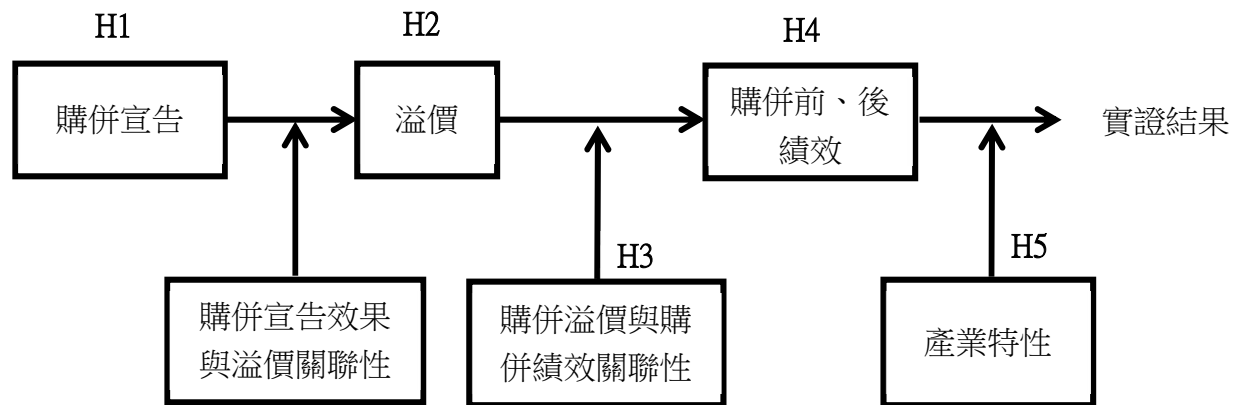 H1
H2
H4
購併宣告
溢價
購併前、後
績效
實證結果
H3
H5
購併宣告效果
與溢價關聯性
購併溢價與購
併績效關聯性
產業特性